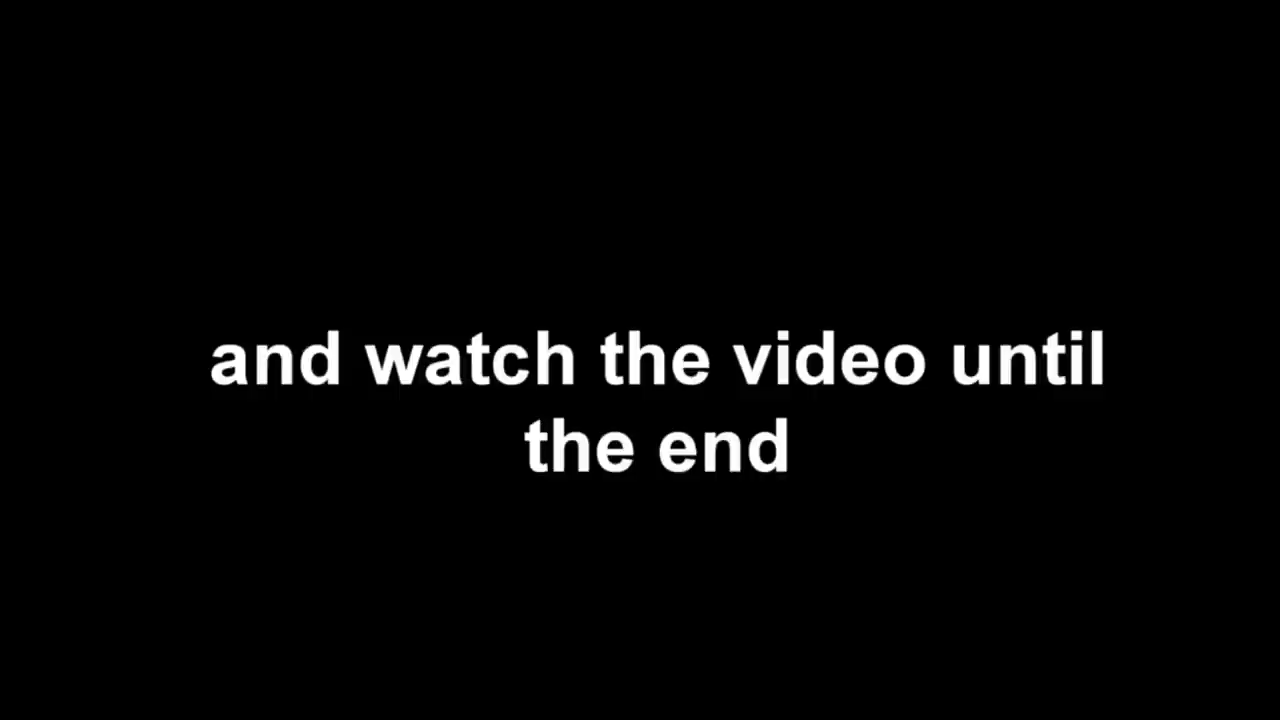 and watch the video until
the end